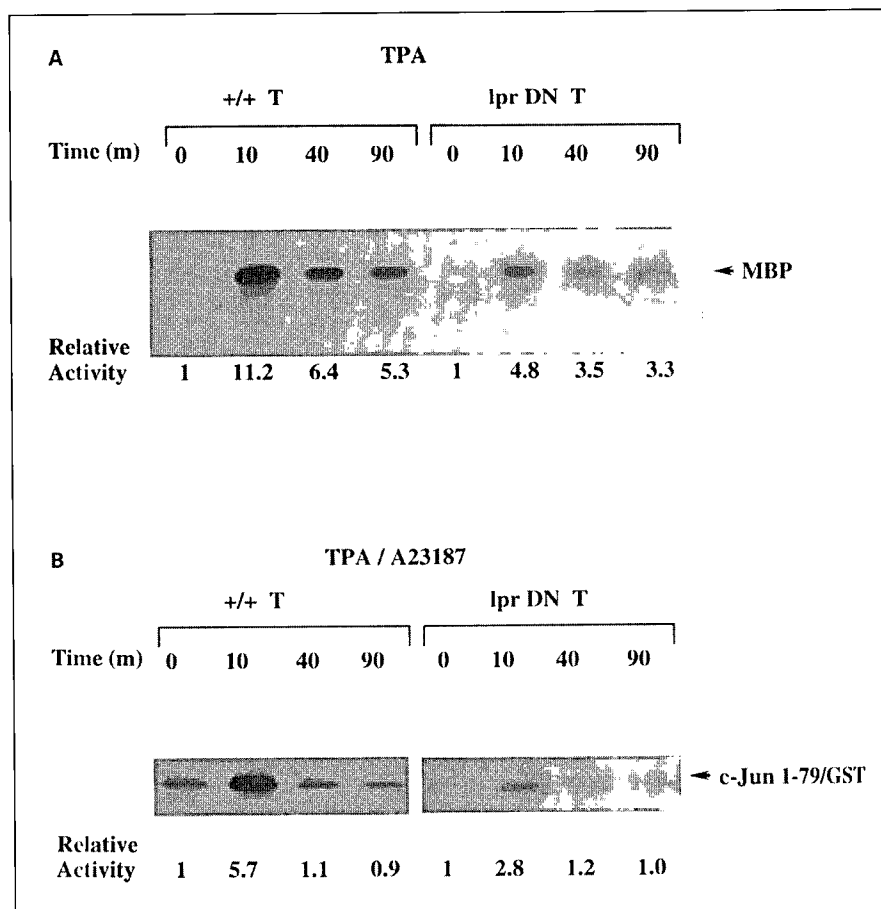 A
TPA
+/+ T
lpr DN T
Time (m) 0 10 40 90 0 10 40 90
MBP
Relative
Activity 1 11.2 6.4 5.3 1 4.8 3.5 3.3
B
TPA / A23187
+/+ T
lpr DN T
Time (m) 0 10 40 90 0 10 40 90
c-Jun 1-79/GST
Relative
Activity 1 5.7 1.1 0.9 1 2.8 1.2 1.0